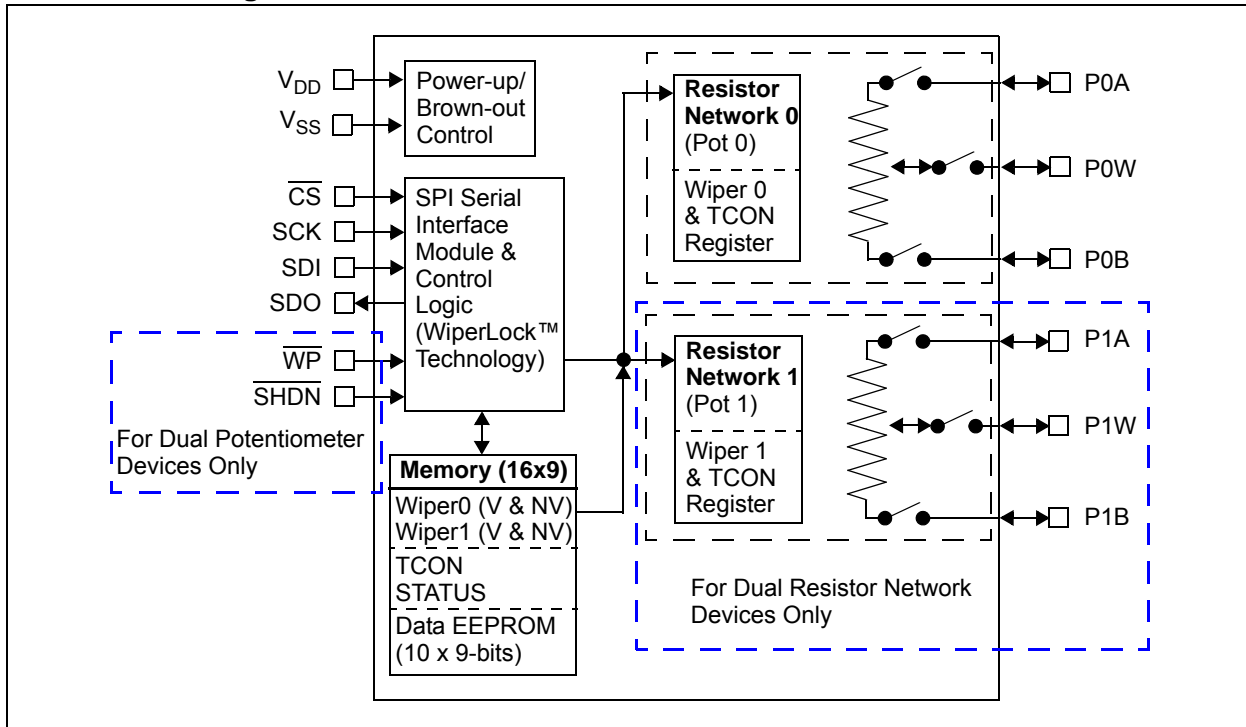 VDD
VSS
CS
SCK
SDI
SDO
WP
SHDN
For Dual Potentiometer
Devices Only
Power-up/
Brown-out
Control
SPI Serial
Interface
Module &
Control
Logic
(WiperLock™
Technology)
Memory (16x9)
Wiper0 (V & NV)
Wiper1 (V & NV)
TCON
STATUS
Data EEPROM
(10 x 9-bits)
Resistor
Network 0
(Pot 0)
Wiper 0
& TCON
Register
P0A
P0W
P0B
Resistor
Network 1
(Pot 1)
Wiper 1
& TCON
Register
P1A
P1W
P1B
For Dual Resistor Network
Devices Only